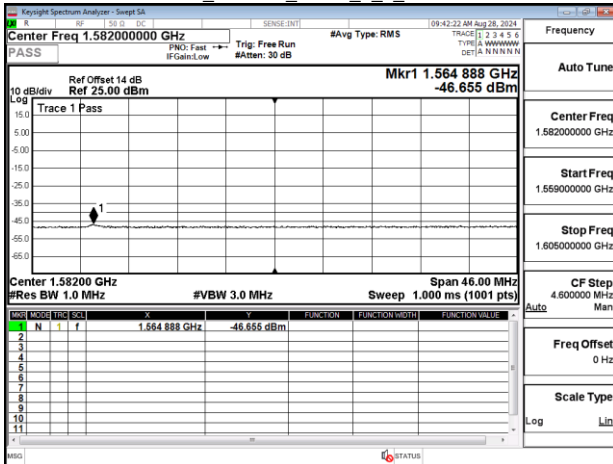 Keysight Spectrum Analyzer - Swept SA
R RF 50 Ω DC SENSE:INT 09:42:22 AM Aug 28, 2024
Center Freq 1.582000000 GHz #Avg Type: RMS TRACE 1 2 3 4 5 6
PASS PNO: Fast Trig: Free Run TYPE A WWWWW
IFGain:Low #Atten: 30 dB DET A N N N N N
Mkr1 1.564 888 GHz
Ref Offset 14 dB
10 dB/div Ref 25.00 dBm -46.655 dBm
Log
Trace 1 Pass
15.0
5.00
-5.00
-15.0
-25.0
-35.0
1
-45.0
-55.0
-65.0
Center 1.58200 GHz Span 46.00 MHz
#Res BW 1.0 MHz #VBW 3.0 MHz Sweep 1.000 ms (1001 pts)
MKR MODE TRC SCL X Y FUNCTION FUNCTION WIDTH FUNCTION VALUE
1 N 1 f 1.564 888 GHz -46.655 dBm
2
3
4
5
6
7
8
9
10
11
MSG STATUS
Frequency
Auto Tune
Center Freq
1.582000000 GHz
Start Freq
1.559000000 GHz
Stop Freq
1.605000000 GHz
CF Step
4.600000 MHz
Auto Man
Freq Offset
0 Hz
Scale Type
Log Lin